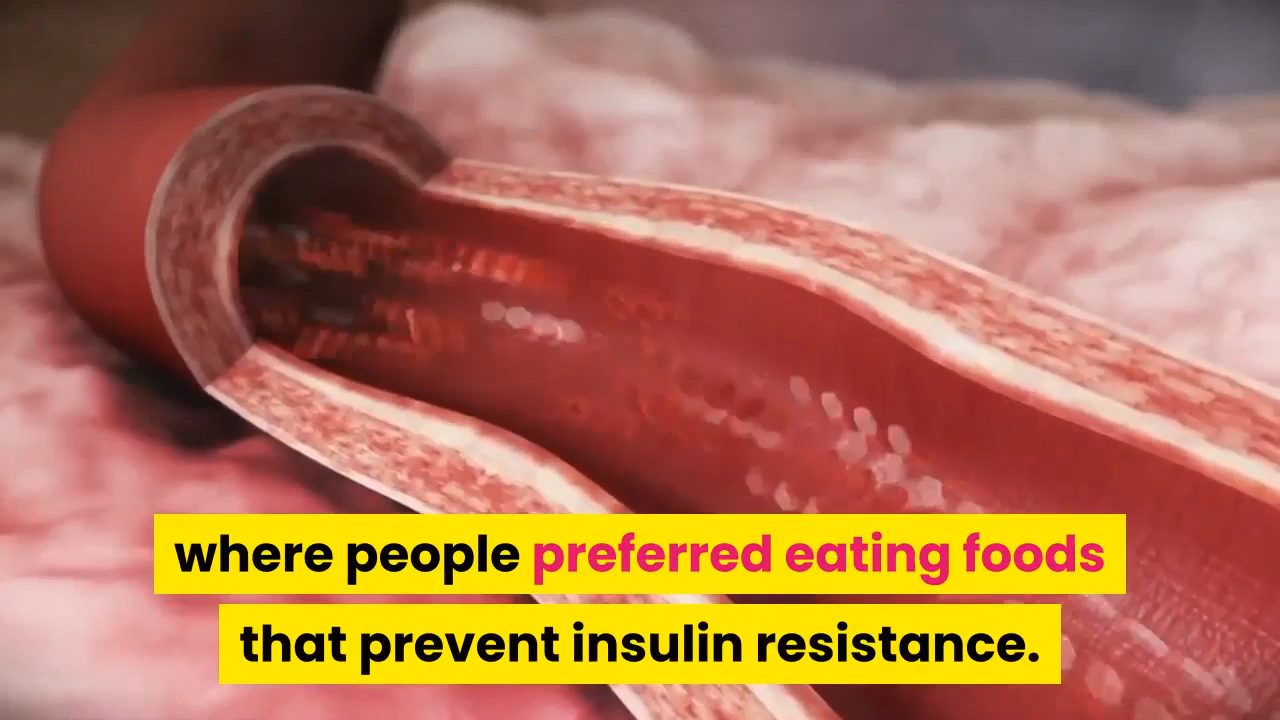 where people preferred eating foods
that prevent insulin resistance.